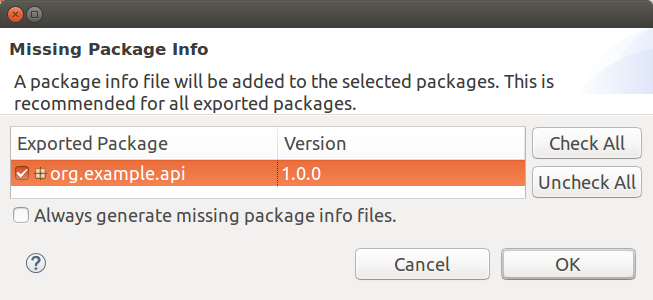 Missing Package Info
A package info file will be added to the selected packages. This is
recommended for all exported packages.
Exported Package Version
org.example.api 1.0.0
Check All
Uncheck All
Always generate missing package info files.
? Cancel OK